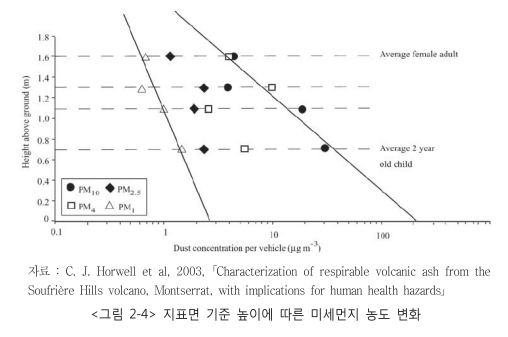 1.8
1.6
1.4
1.2
1.0
0.8
0.6
0.4
0.2
0
Height above ground (m)
Average female adult
Average 2 year
old child
PM10 PM2.5
PM4 PM1
0.1 1 10 100
Dust concentration per vehicle (μg m⁻³)
자료 : C. J. Horwell et al, 2003, 「Characterization of respirable volcanic ash from the
Soufrière Hills volcano, Montserrat, with implications for human health hazards」
<그림 2-4> 지표면 기준 높이에 따른 미세먼지 농도 변화